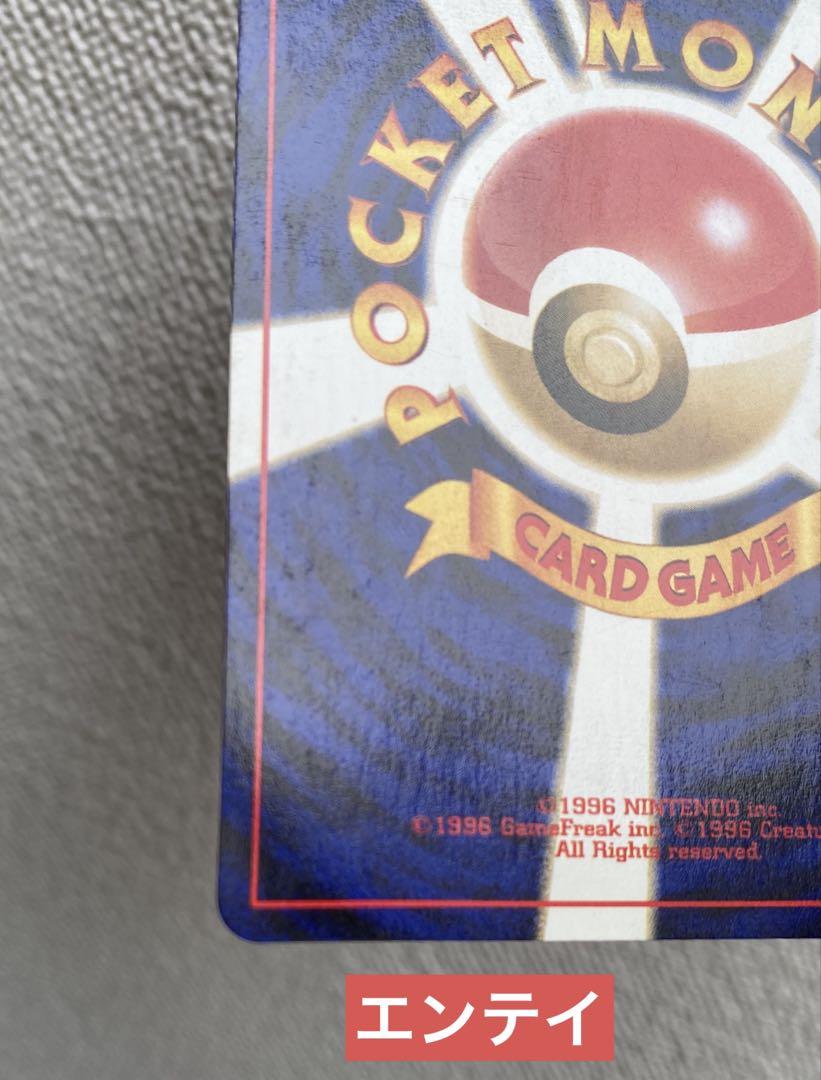 POCKET MON
CARD GAME
©1996 NINTENDO inc.
©1996 GameFreak inc. ©1996 Creatu
All Rights reserved.
エンテイ